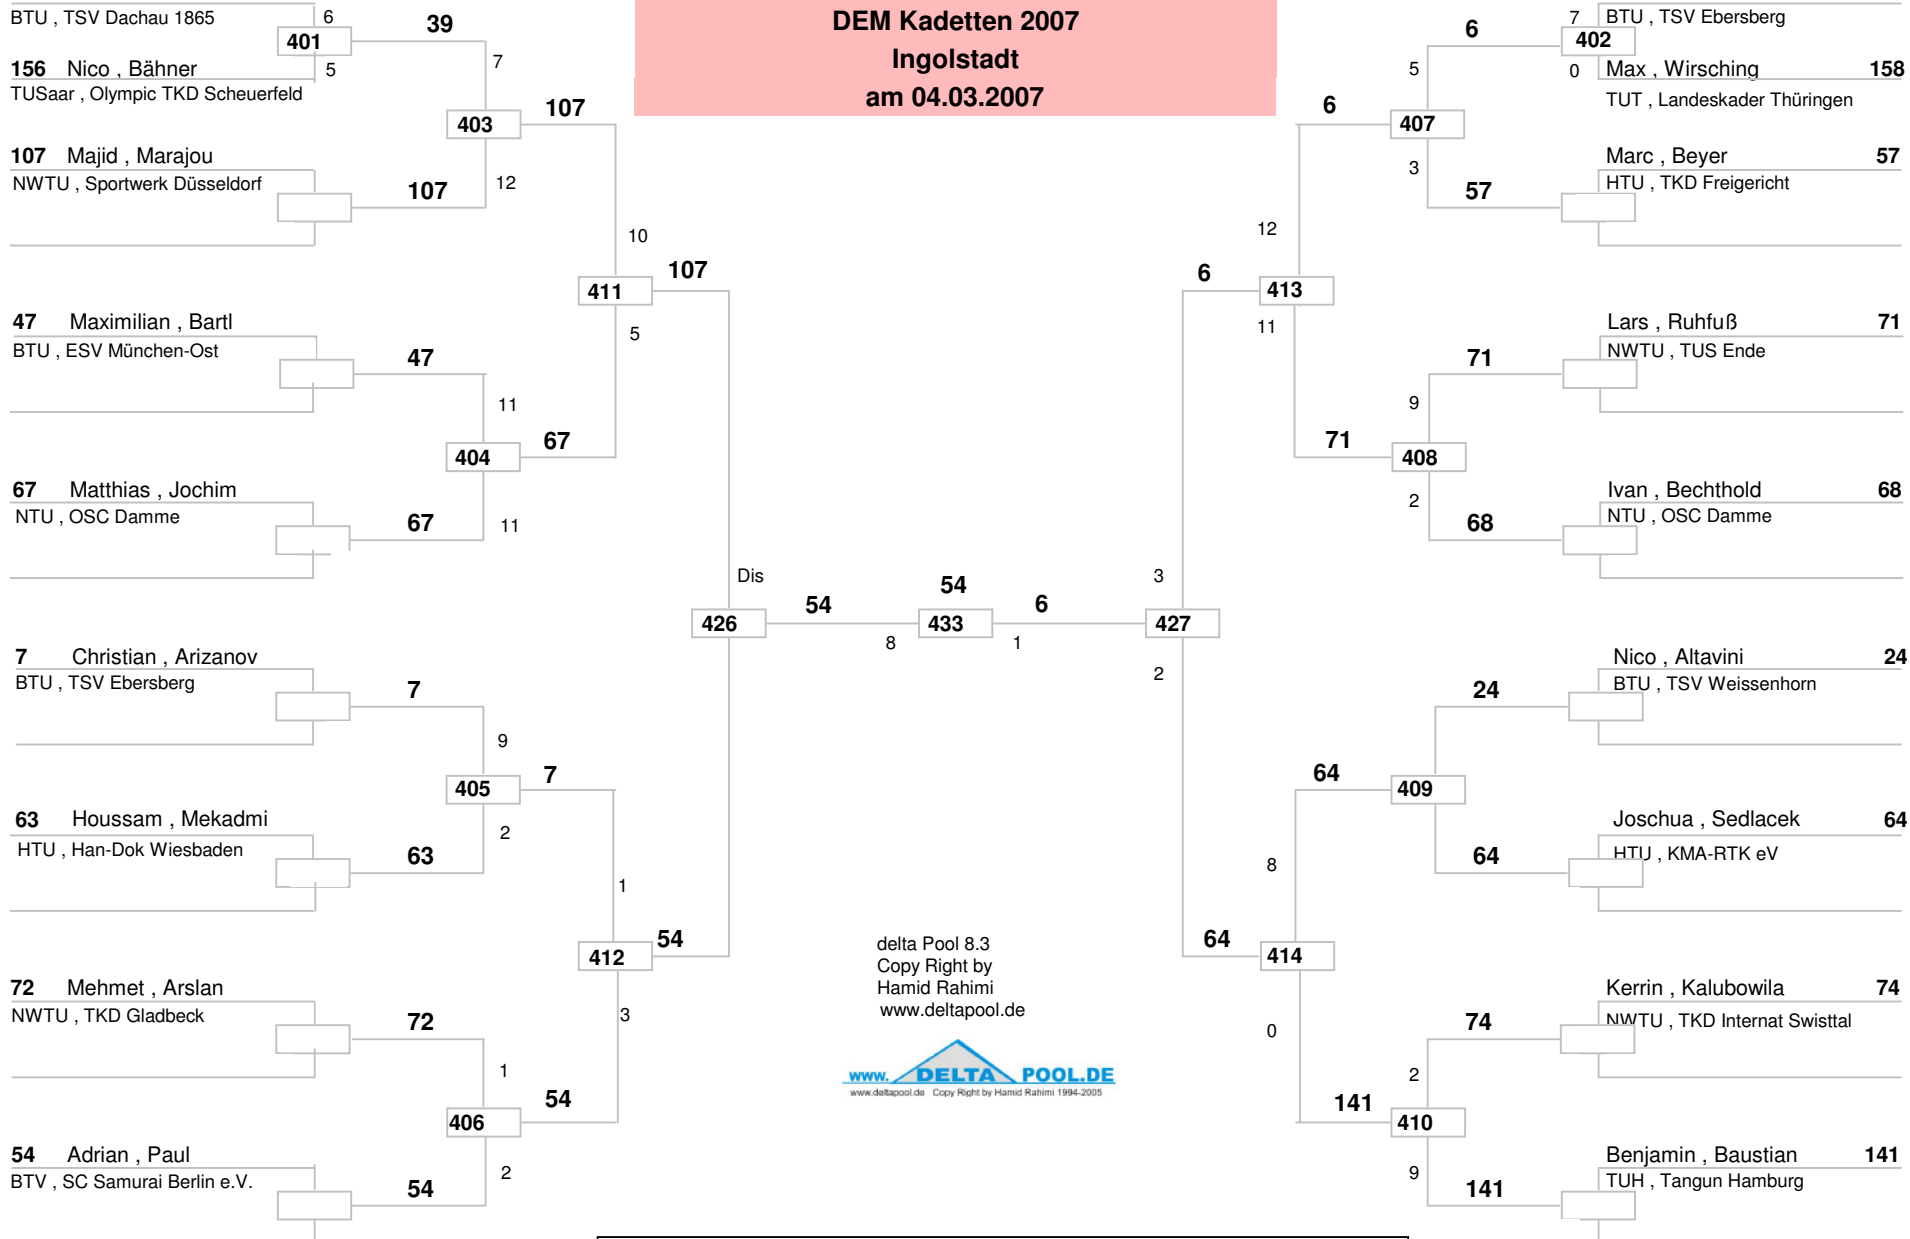 DEM Kadetten 2007
Ingolstadt
am 04.03.2007
BTU , TSV Dachau 1865
6
401
39
5
156 Nico , Bähner
TUSaar , Olympic TKD Scheuerfeld
7
403
107
12
107 Majid , Marajou
NWTU , Sportwerk Düsseldorf
107
10
411
107
5
47 Maximilian , Bartl
BTU , ESV München-Ost
47
11
404
67
11
67 Matthias , Jochim
NTU , OSC Damme
67
Dis
426
54
8
433
54
6
1
427
3
2
7 Christian , Arizanov
BTU , TSV Ebersberg
7
9
405
7
2
63 Houssam , Mekadmi
HTU , Han-Dok Wiesbaden
63
1
412
54
3
72 Mehmet , Arslan
NWTU , TKD Gladbeck
72
1
406
54
2
54 Adrian , Paul
BTV , SC Samurai Berlin e.V.
54
7
BTU , TSV Ebersberg
6
402
0
Max , Wirsching 158
TUT , Landeskader Thüringen
5
6
407
3
Marc , Beyer 57
HTU , TKD Freigericht
57
12
6
413
11
Lars , Ruhfuß 71
NWTU , TUS Ende
71
9
71
408
2
Ivan , Bechthold 68
NTU , OSC Damme
68
Nico , Altavini 24
BTU , TSV Weissenhorn
24
64
409
Joschua , Sedlacek 64
HTU , KMA-RTK eV
64
8
64
414
0
Kerrin , Kalubowila 74
NWTU , TKD Internat Swisttal
74
2
141
410
9
Benjamin , Baustian 141
TUH , Tangun Hamburg
141
delta Pool 8.3
Copy Right by
Hamid Rahimi
www.deltapool.de
www. DELTA POOL.DE
www.deltapool.de Copy Right by Hamid Rahimi 1994-2005